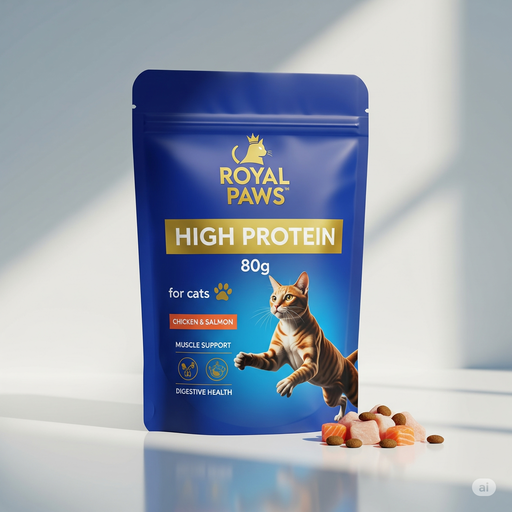 ROYAL
PAWS™
HIGH PROTEIN
80g
for cats
CHICKEN & SALMON
MUSCLE SUPPORT
DIGESTIVE HEALTH
ai